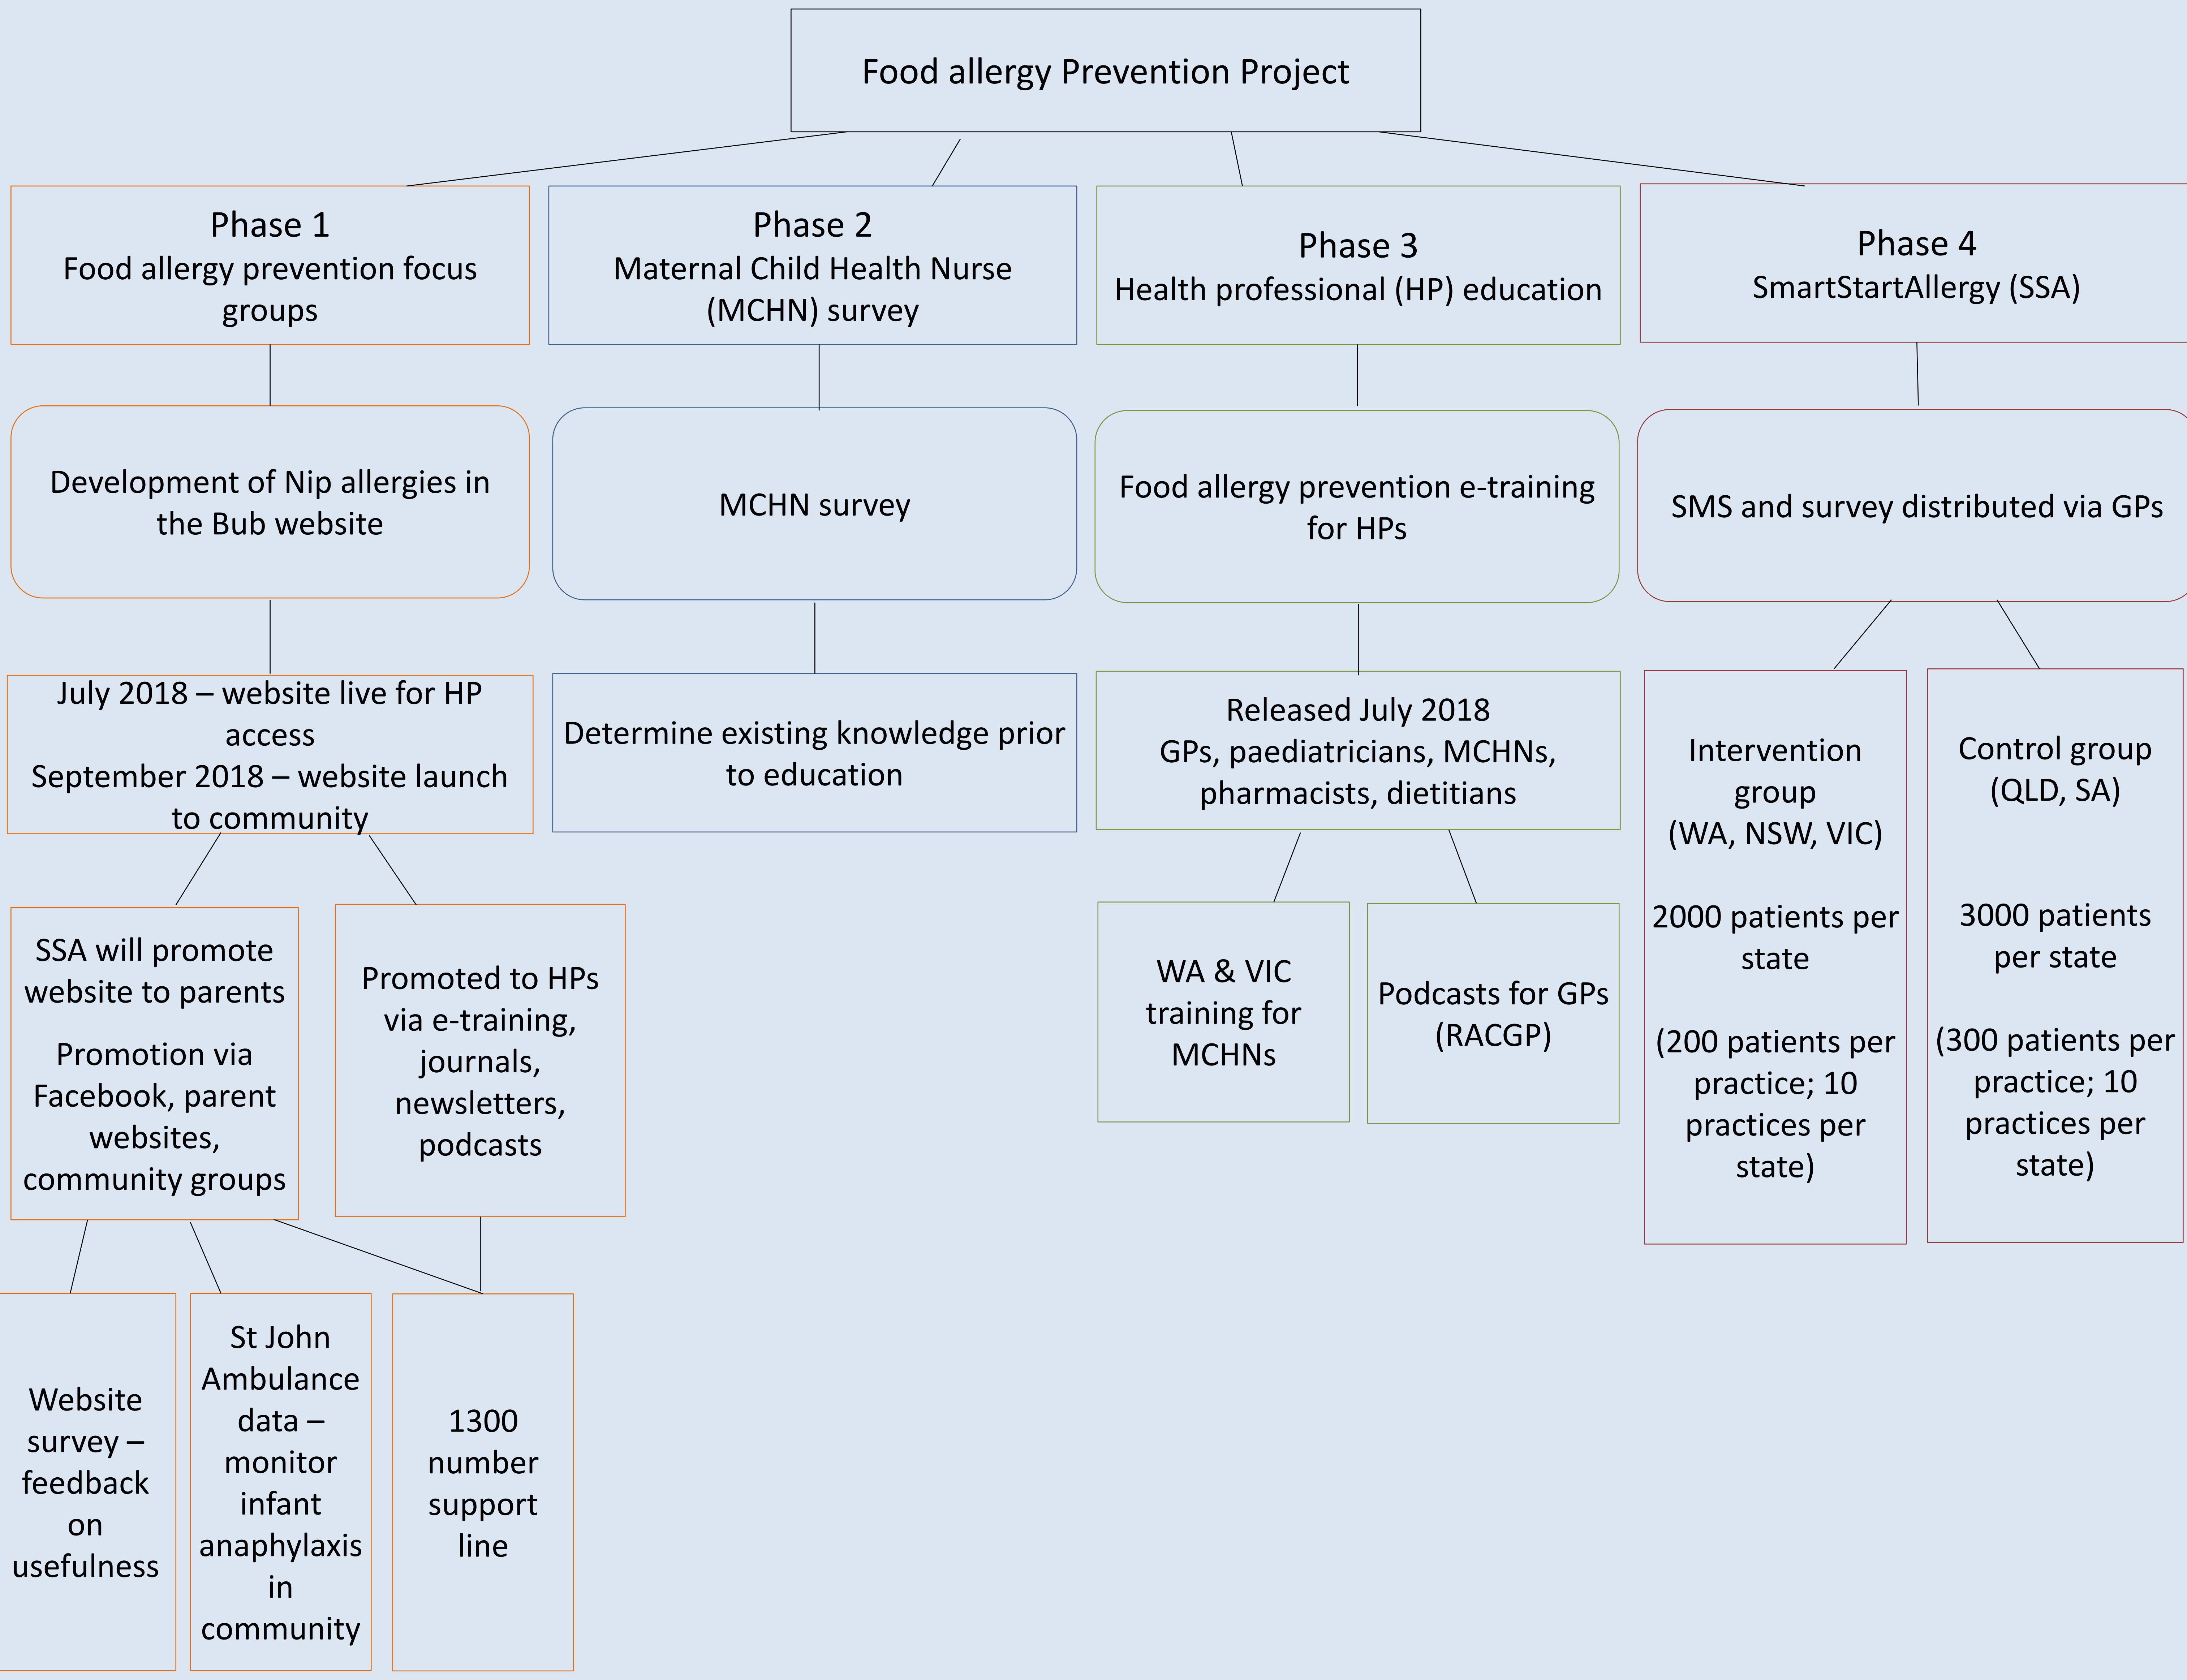 Food allergy Prevention Project
Phase 1
Food allergy prevention focus
groups
Phase 2
Maternal Child Health Nurse
(MCHN) survey
Phase 3
Health professional (HP) education
Phase 4
SmartStartAllergy (SSA)
Development of Nip allergies in
the Bub website
MCHN survey
Food allergy prevention e-training
for HPs
SMS and survey distributed via GPs
July 2018 – website live for HP
access
September 2018 – website launch
to community
Determine existing knowledge prior
to education
Released July 2018
GPs, paediatricians, MCHNs,
pharmacists, dietitians
Intervention
group
(WA, NSW, VIC)
2000 patients per
state
(200 patients per
practice; 10
practices per
state)
Control group
(QLD, SA)
3000 patients
per state
(300 patients per
practice; 10
practices per
state)
SSA will promote
website to parents
Promotion via
Facebook, parent
websites,
community groups
Promoted to HPs
via e-training,
journals,
newsletters,
podcasts
WA & VIC
training for
MCHNs
Podcasts for GPs
(RACGP)
Website
survey –
feedback
on
usefulness
St John
Ambulance
data –
monitor
infant
anaphylaxis
in
community
1300
number
support
line